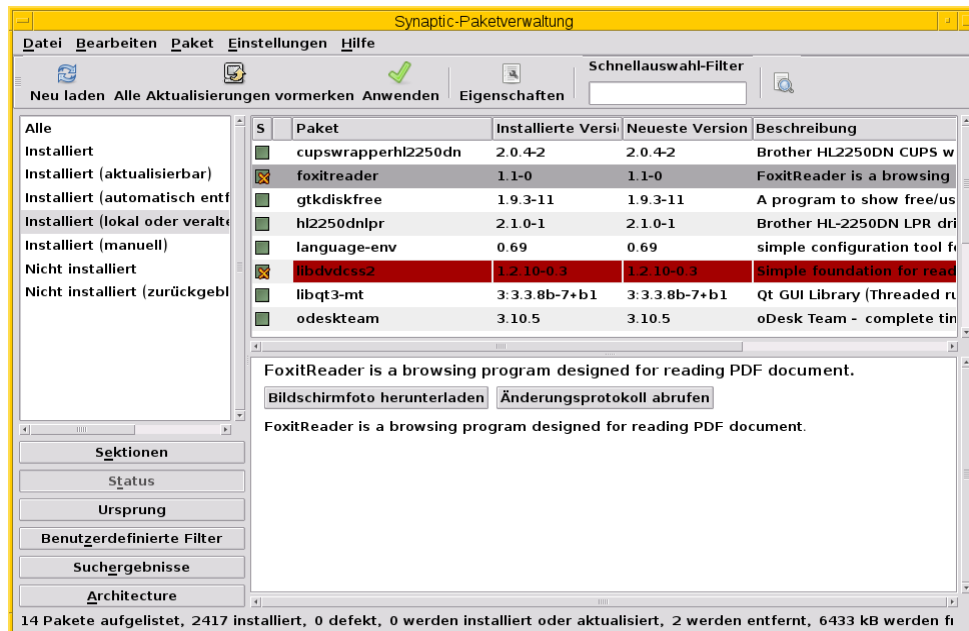 Synaptic-Paketverwaltung
Datei Bearbeiten Paket Einstellungen Hilfe
Neu laden Alle Aktualisierungen vormerken Anwenden Eigenschaften Schnellauswahl-Filter
Alle
Installiert
Installiert (aktualisierbar)
Installiert (automatisch entf
Installiert (lokal oder veralte
Installiert (manuell)
Nicht installiert
Nicht installiert (zurückgebl
Sektionen
Status
Ursprung
Benutzerdefinierte Filter
Suchergebnisse
Architecture
S Paket Installierte Versi Neueste Version Beschreibung
cupswrapperhl2250dn 2.0.4-2 2.0.4-2 Brother HL2250DN CUPS w
foxitreader 1.1-0 1.1-0 FoxitReader is a browsing
gtkdiskfree 1.9.3-11 1.9.3-11 A program to show free/us
hl2250dnlpr 2.1.0-1 2.1.0-1 Brother HL-2250DN LPR dri
language-env 0.69 0.69 simple configuration tool f
libdvdcss2 1.2.10-0.3 1.2.10-0.3 Simple foundation for read
libqt3-mt 3:3.3.8b-7+b1 3:3.3.8b-7+b1 Qt GUI Library (Threaded ru
odeskteam 3.10.5 3.10.5 oDesk Team - complete tin
FoxitReader is a browsing program designed for reading PDF document.
Bildschirmfoto herunterladen Änderungsprotokoll abrufen
FoxitReader is a browsing program designed for reading PDF document.
14 Pakete aufgelistet, 2417 installiert, 0 defekt, 0 werden installiert oder aktualisiert, 2 werden entfernt, 6433 kB werden fr